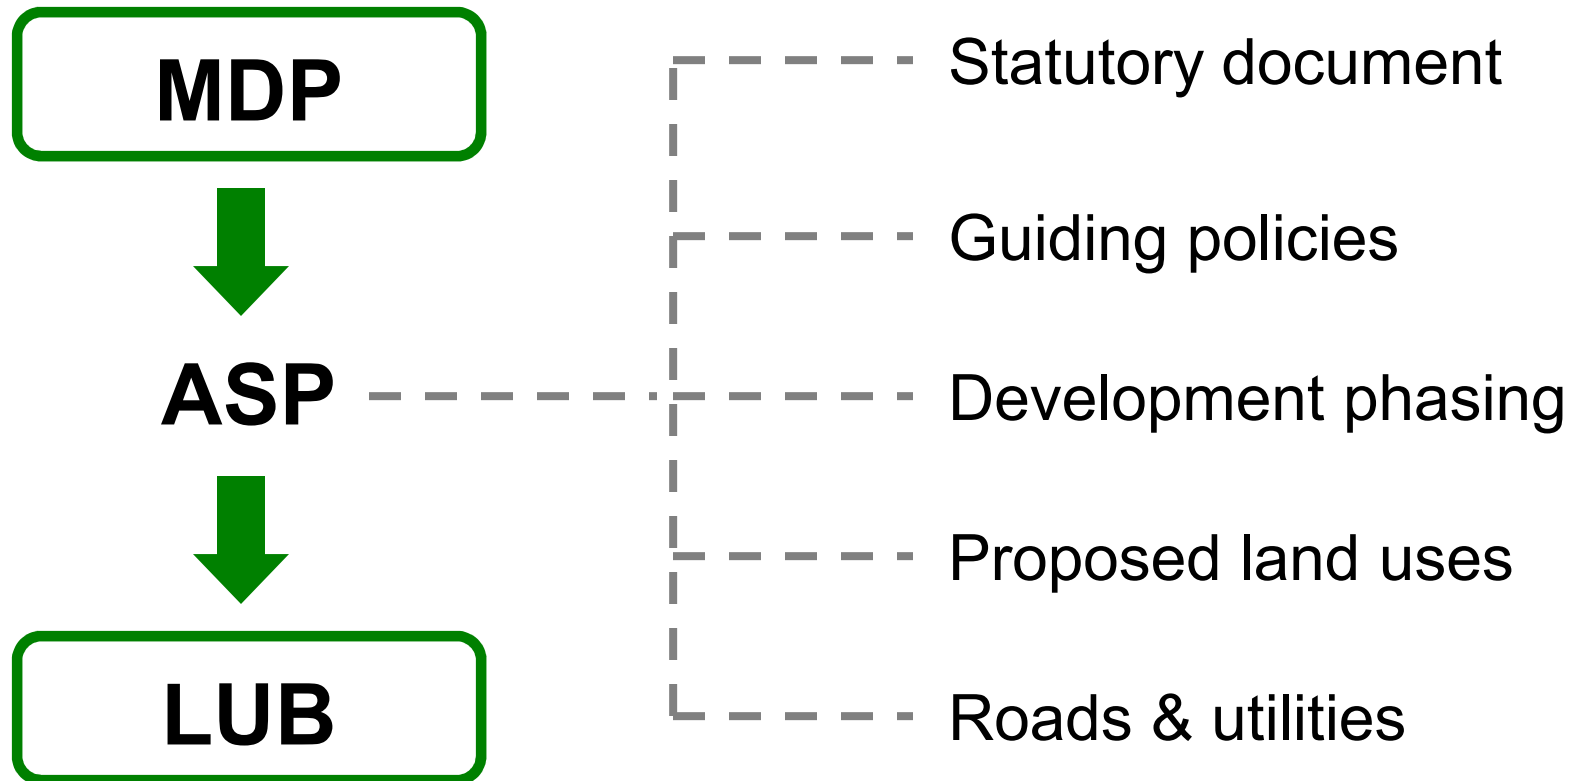 MDP
ASP
LUB
Statutory document
Guiding policies
Development phasing
Proposed land uses
Roads & utilities